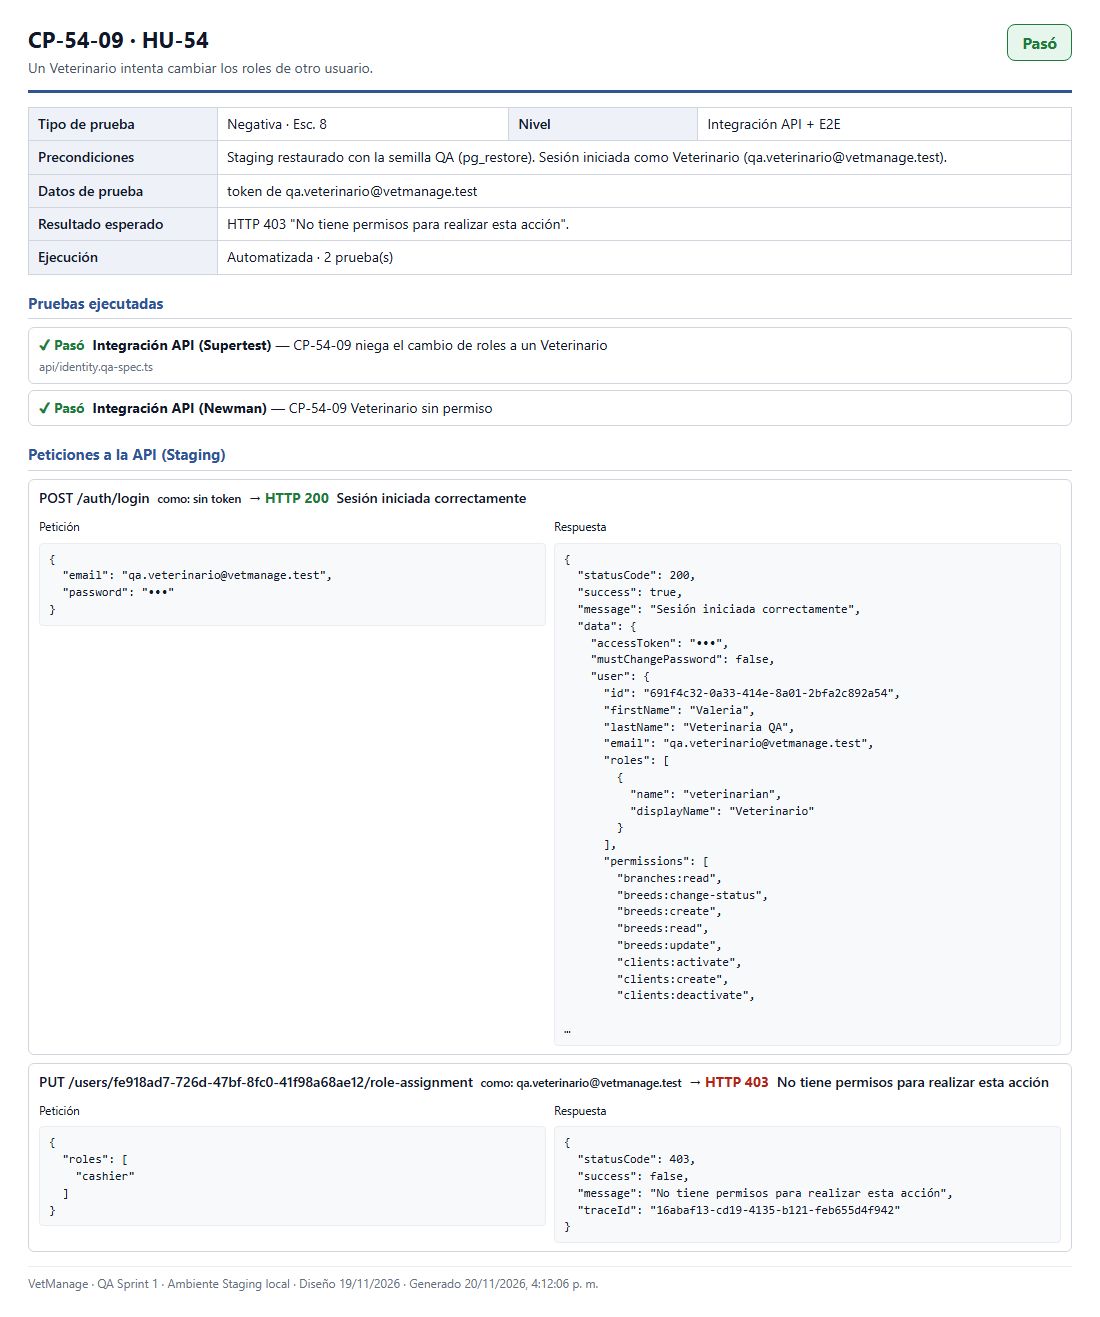 CP-54-09 · HU-54
Pasó
Un Veterinario intenta cambiar los roles de otro usuario.
Tipo de prueba Negativa · Esc. 8 Nivel Integración API + E2E
Precondiciones Staging restaurado con la semilla QA (pg_restore). Sesión iniciada como Veterinario (qa.veterinario@vetmanage.test).
Datos de prueba token de qa.veterinario@vetmanage.test
Resultado esperado HTTP 403 "No tiene permisos para realizar esta acción".
Ejecución Automatizada · 2 prueba(s)
Pruebas ejecutadas
✓ Pasó Integración API (Supertest) — CP-54-09 niega el cambio de roles a un Veterinario
api/identity.qa-spec.ts
✓ Pasó Integración API (Newman) — CP-54-09 Veterinario sin permiso
Peticiones a la API (Staging)
POST /auth/login como: sin token → HTTP 200 Sesión iniciada correctamente
Petición
{
"email": "qa.veterinario@vetmanage.test",
"password": "•••"
}
Respuesta
{
"statusCode": 200,
"success": true,
"message": "Sesión iniciada correctamente",
"data": {
"accessToken": "•••",
"mustChangePassword": false,
"user": {
"id": "691f4c32-0a33-414e-8a01-2bfa2c892a54",
"firstName": "Valeria",
"lastName": "Veterinaria QA",
"email": "qa.veterinario@vetmanage.test",
"roles": [
{
"name": "veterinarian",
"displayName": "Veterinario"
}
],
"permissions": [
"branches:read",
"breeds:change-status",
"breeds:create",
"breeds:read",
"breeds:update",
"clients:activate",
"clients:create",
"clients:deactivate",
…
PUT /users/fe918ad7-726d-47bf-8fc0-41f98a68ae12/role-assignment como: qa.veterinario@vetmanage.test → HTTP 403 No tiene permisos para realizar esta acción
Petición
{
"roles": [
"cashier"
]
}
Respuesta
{
"statusCode": 403,
"success": false,
"message": "No tiene permisos para realizar esta acción",
"traceId": "16abaf13-cd19-4135-b121-feb655d4f942"
}
VetManage · QA Sprint 1 · Ambiente Staging local · Diseño 19/11/2026 · Generado 20/11/2026, 4:12:06 p. m.